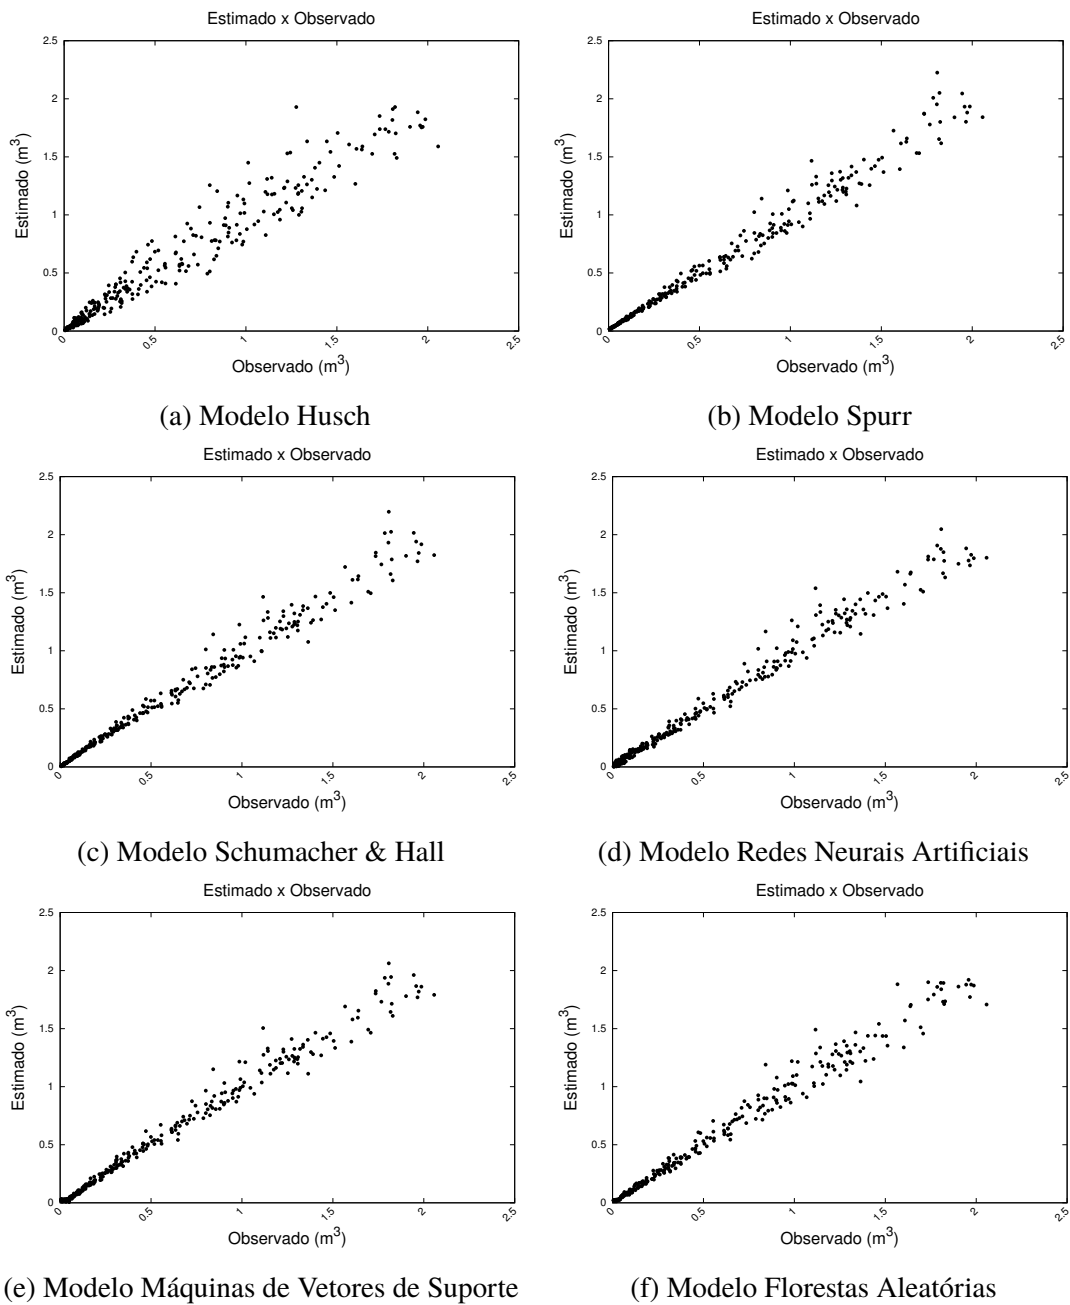 Estimado x Observado
2.5
2
1.5
1
0.5
0
Estimado (m³)
0 0.5 1 1.5 2 2.5
Observado (m³)
(a) Modelo Husch
Estimado x Observado
2.5
2
1.5
1
0.5
0
Estimado (m³)
0 0.5 1 1.5 2 2.5
Observado (m³)
(b) Modelo Spurr
Estimado x Observado
2.5
2
1.5
1
0.5
0
Estimado (m³)
0 0.5 1 1.5 2 2.5
Observado (m³)
(c) Modelo Schumacher & Hall
Estimado x Observado
2.5
2
1.5
1
0.5
0
Estimado (m³)
0 0.5 1 1.5 2 2.5
Observado (m³)
(d) Modelo Redes Neurais Artificiais
Estimado x Observado
2.5
2
1.5
1
0.5
0
Estimado (m³)
0 0.5 1 1.5 2 2.5
Observado (m³)
(e) Modelo Máquinas de Vetores de Suporte
Estimado x Observado
2.5
2
1.5
1
0.5
0
Estimado (m³)
0 0.5 1 1.5 2 2.5
Observado (m³)
(f) Modelo Florestas Aleatórias